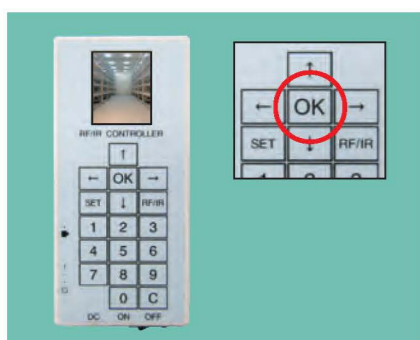 RF/IR CONTROLLER
↑
← OK →
SET ↓ RF/IR
1 2 3
4 5 6
7 8 9
0 C
DC ON OFF
↑
← OK →
SET ↓ RF/IR